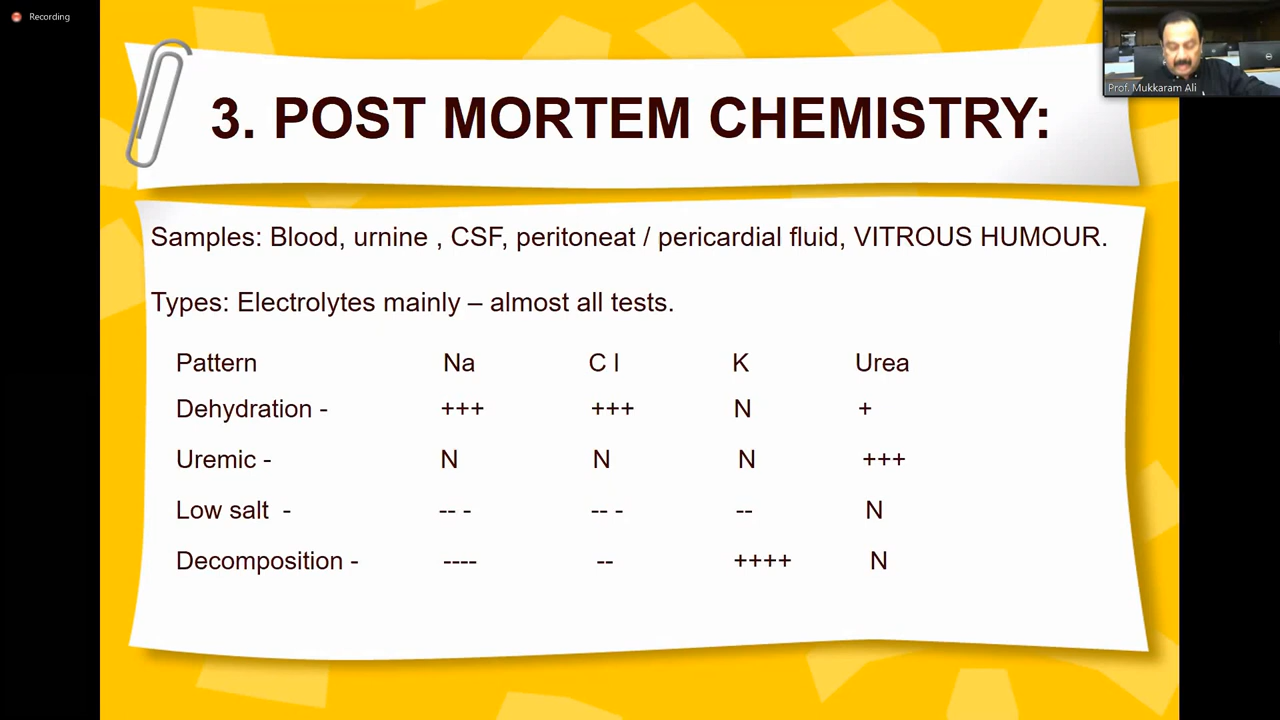 Recording
Prof. Mukkaram Ali
3. POST MORTEM CHEMISTRY:
Samples: Blood, urnine , CSF, peritoneat / pericardial fluid, VITROUS HUMOUR.
Types: Electrolytes mainly – almost all tests.
Pattern Na C l K Urea
Dehydration - +++ +++ N +
Uremic - N N N +++
Low salt - -- - -- - -- N
Decomposition - ---- -- ++++ N